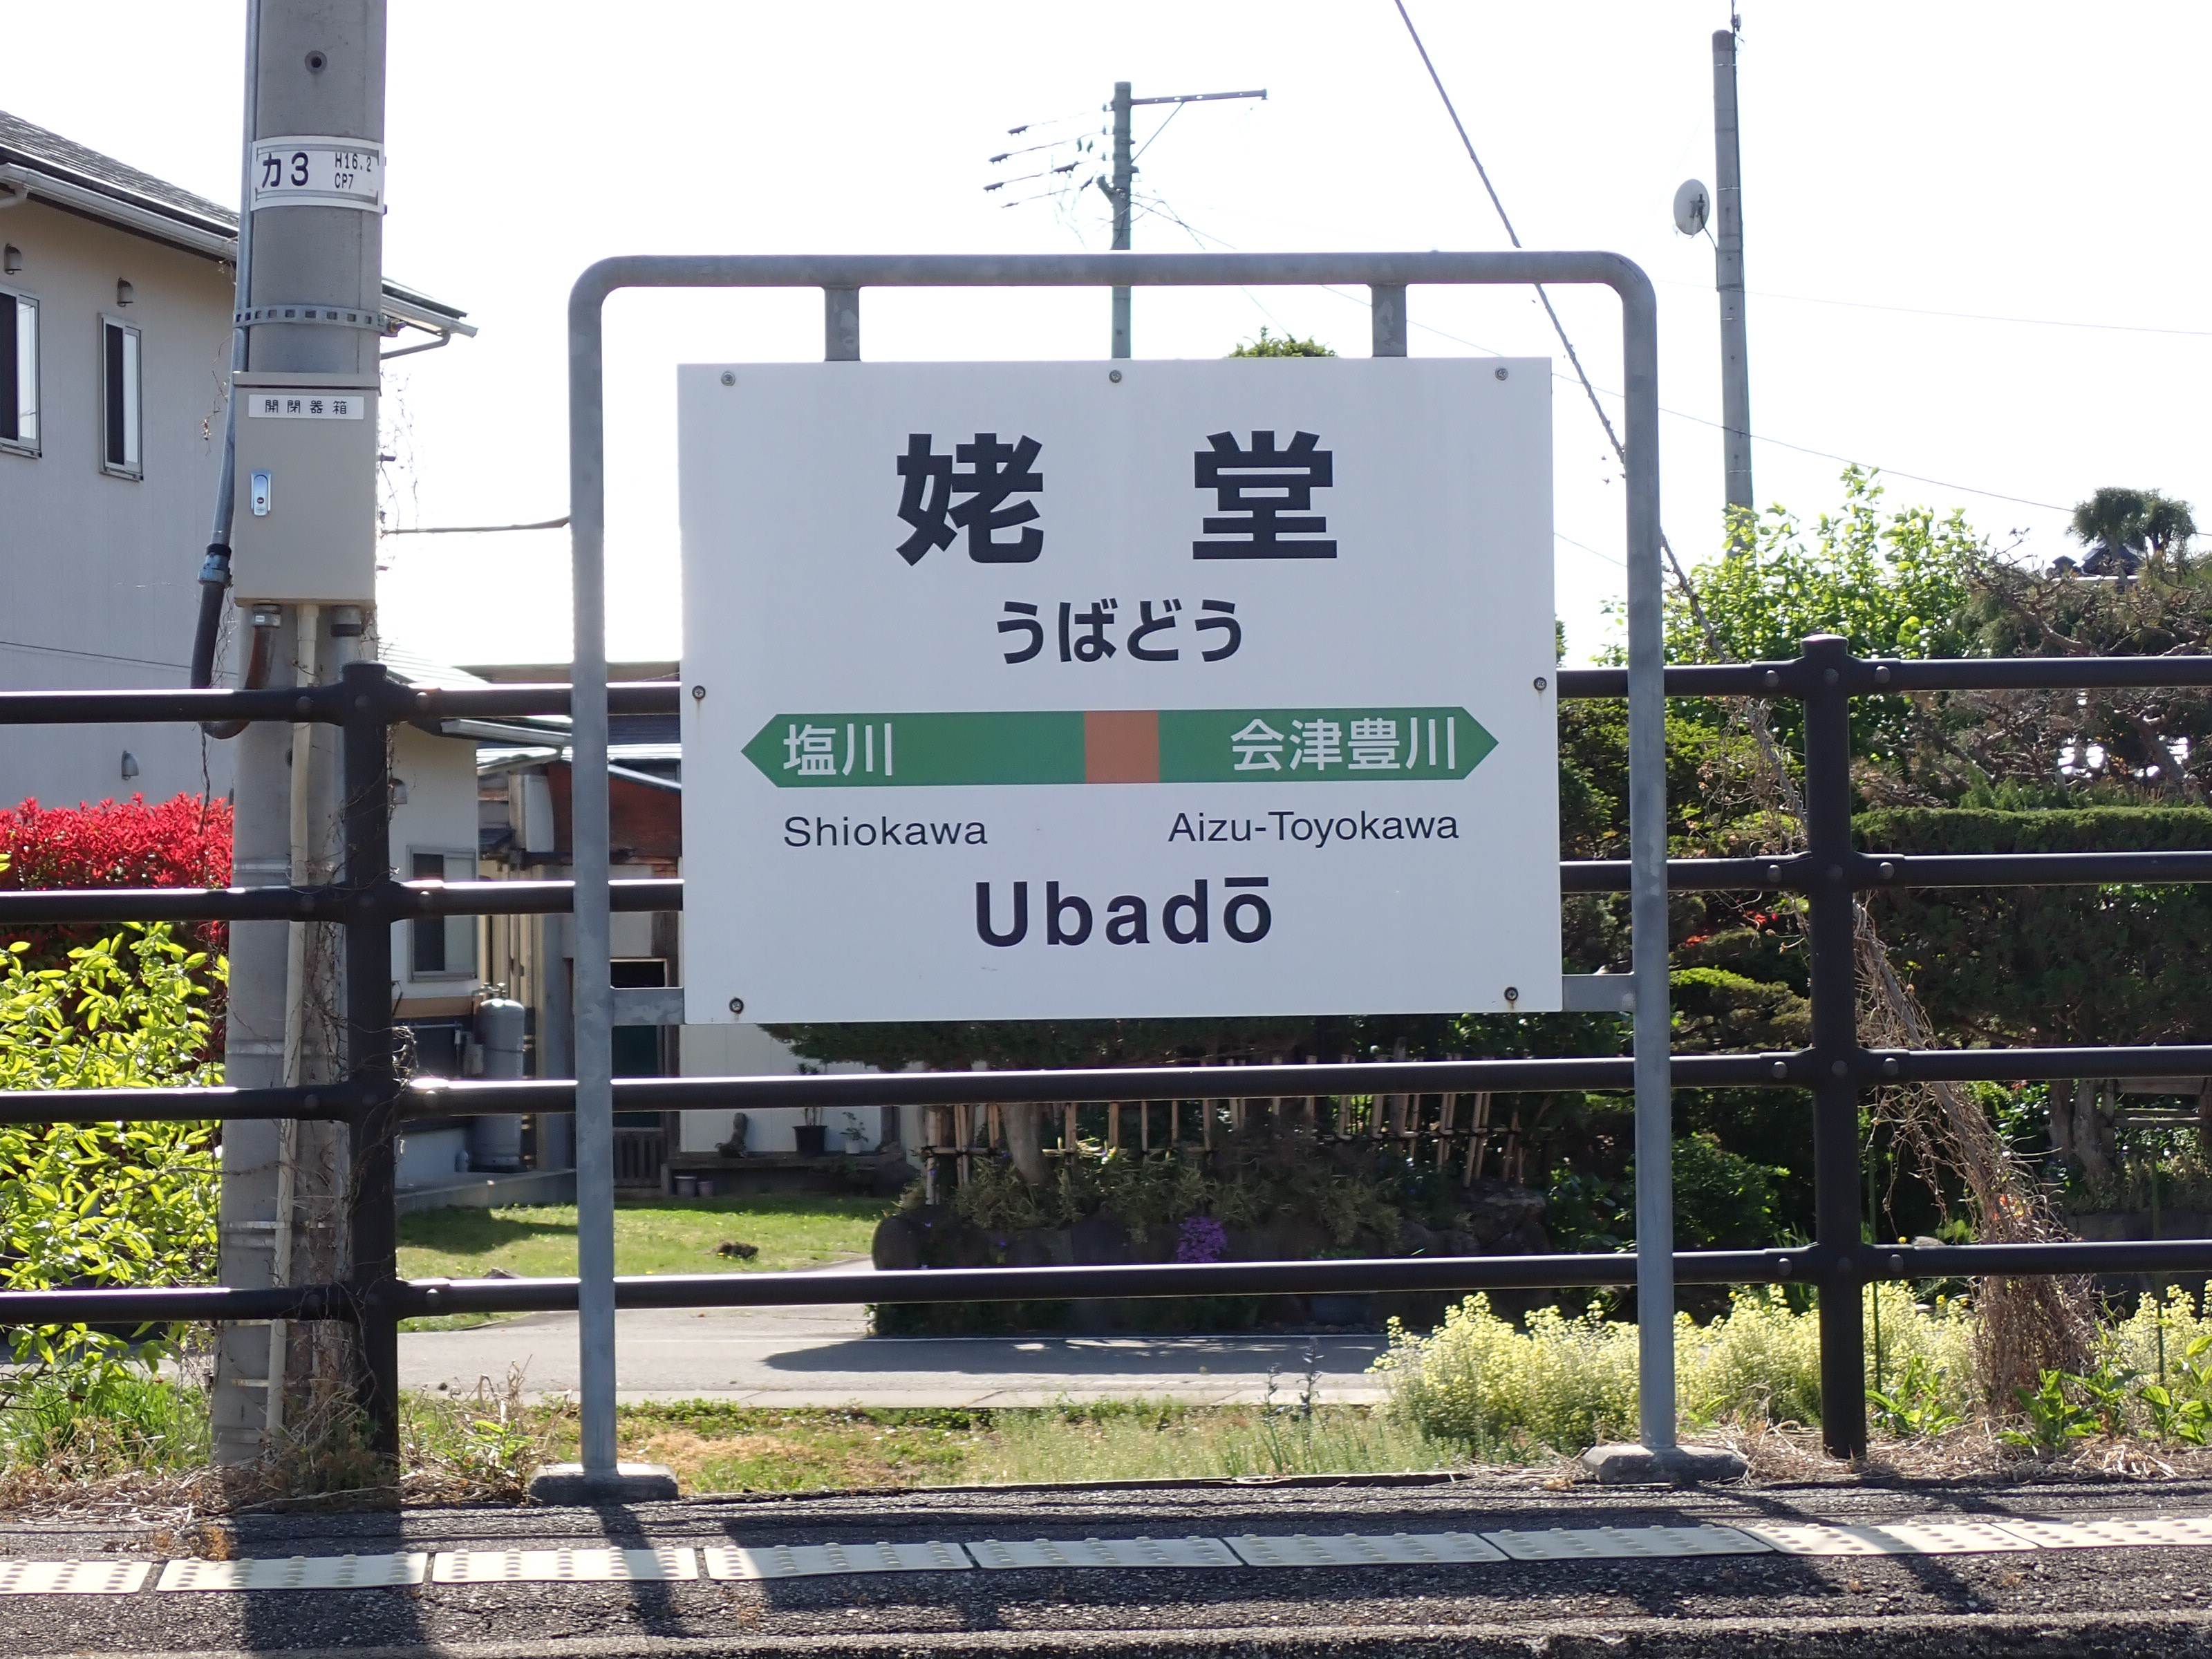 カ3 H16.2
CP7
開閉器箱
姥堂
うばどう
塩川 会津豊川
Shiokawa Aizu-Toyokawa
Ubadō